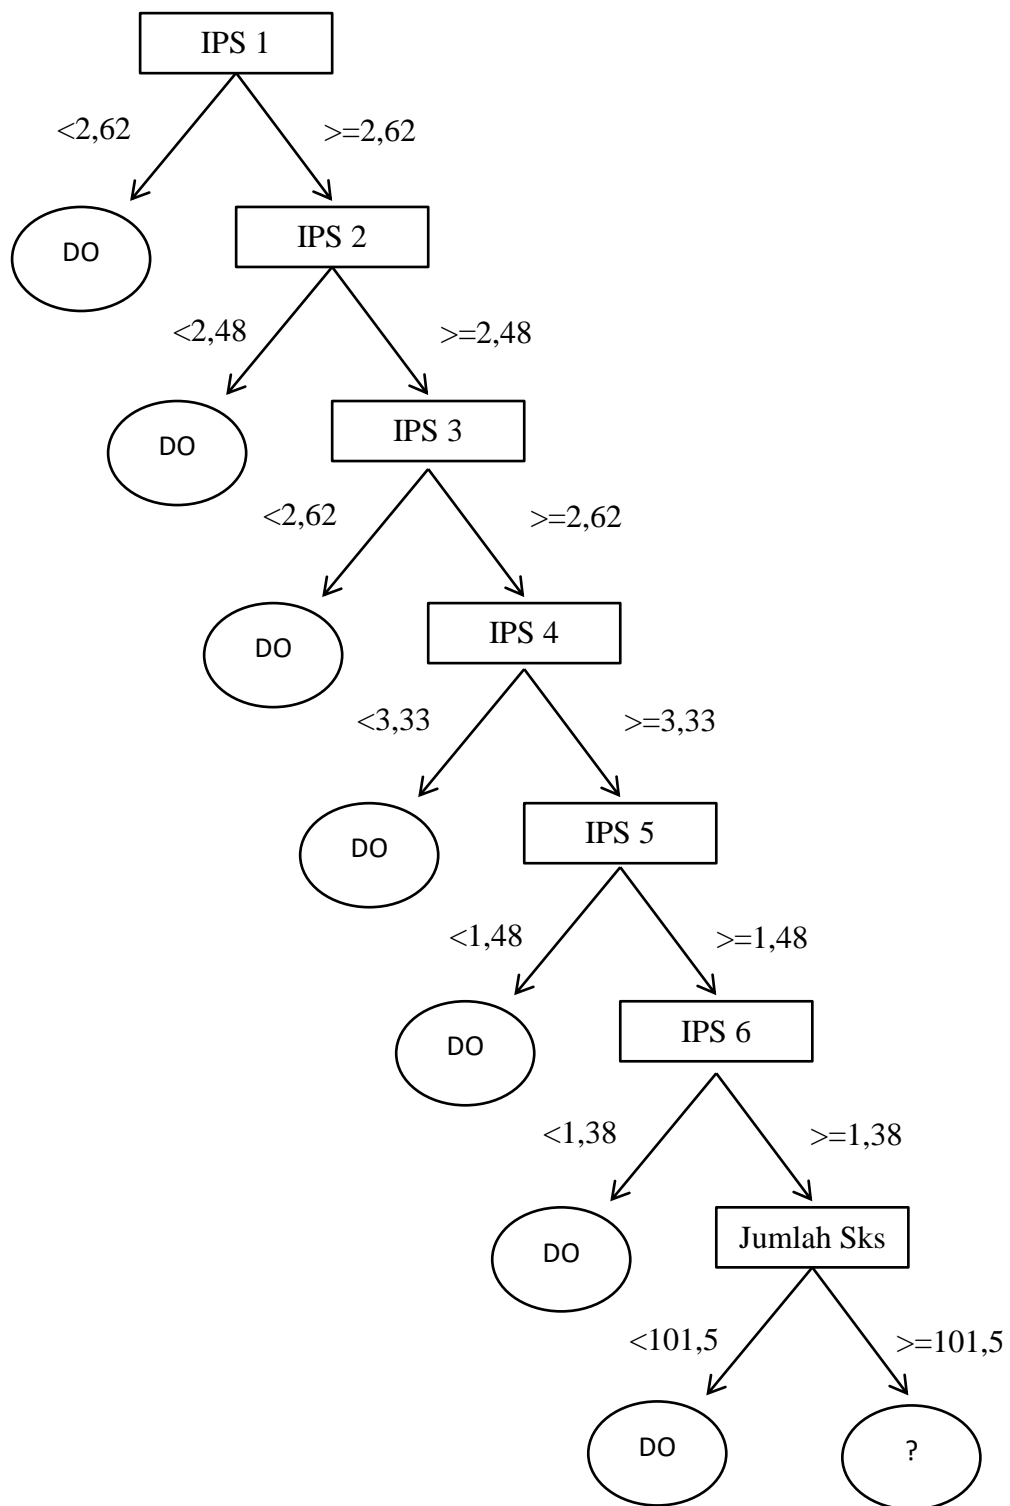 IPS 1
<2,62
>=2,62
DO
IPS 2
<2,48
>=2,48
DO
IPS 3
<2,62
>=2,62
DO
IPS 4
<3,33
>=3,33
DO
IPS 5
<1,48
>=1,48
DO
IPS 6
<1,38
>=1,38
DO
Jumlah Sks
<101,5
>=101,5
DO
?